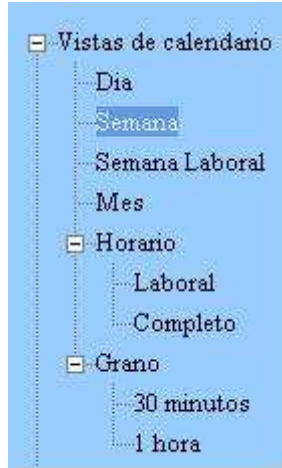 Vistas de calendario
Dia
Semana
Semana Laboral
Mes
Horario
Laboral
Completo
Grano
30 minutos
1 hora